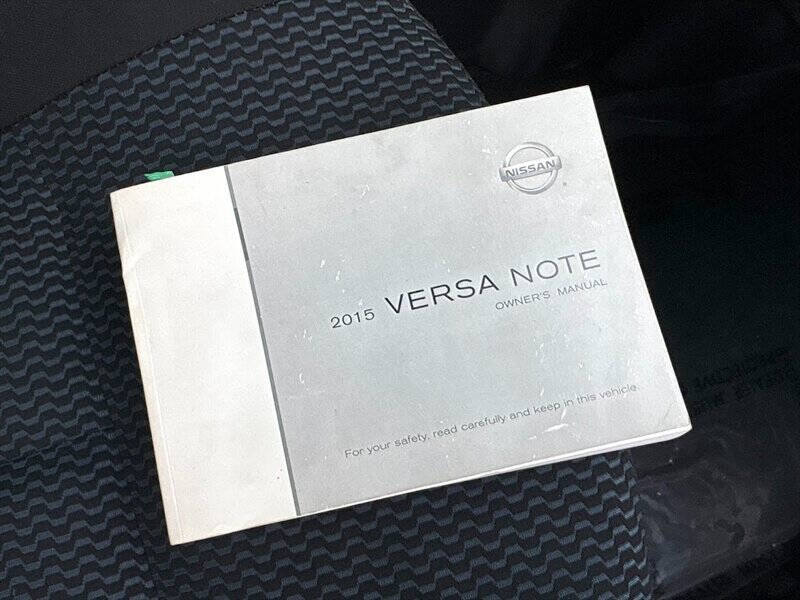 NISSAN
2015 VERSA NOTE
OWNER'S MANUAL
For your safety, read carefully and keep in this vehicle.